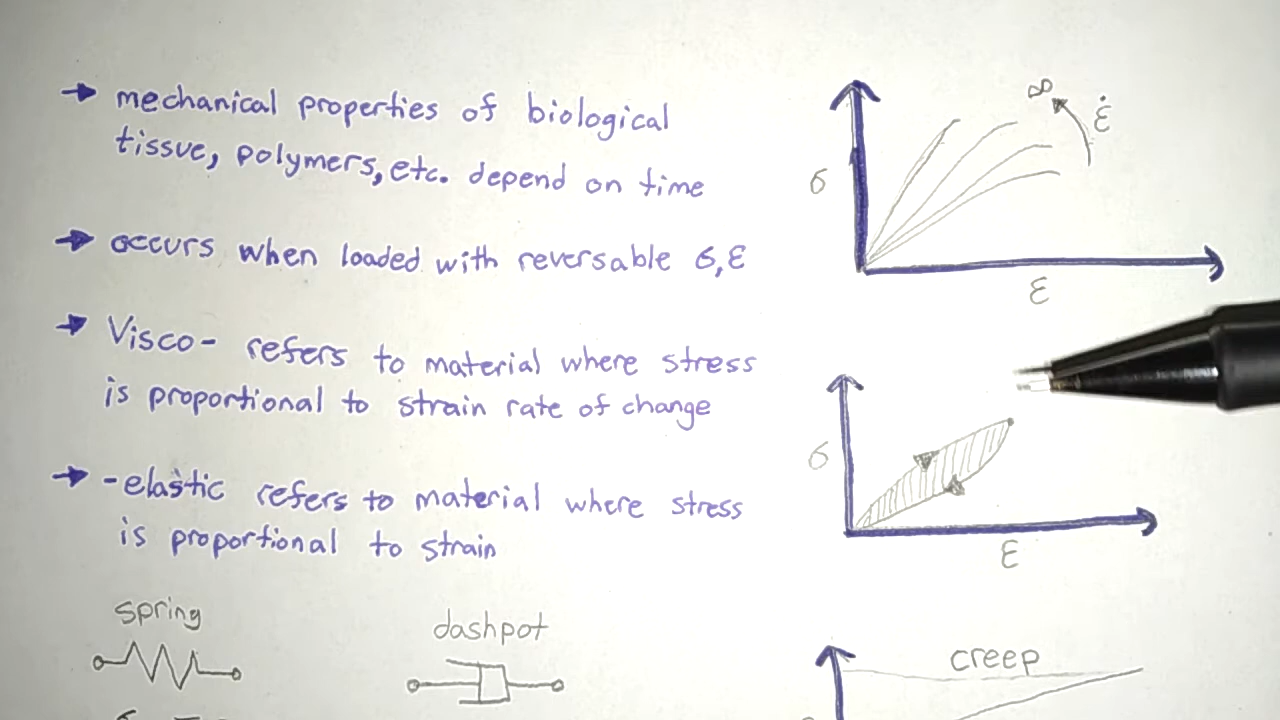 → mechanical properties of biological
tissue, polymers, etc. depend on time
→ occurs when loaded with reversable σ, ε
→ Visco- refers to material where stress
is proportional to strain rate of change
→ -elastic refers to material where stress
is proportional to strain
spring
dashpot
σ
∞
ε̇
ε
σ
ε
creep